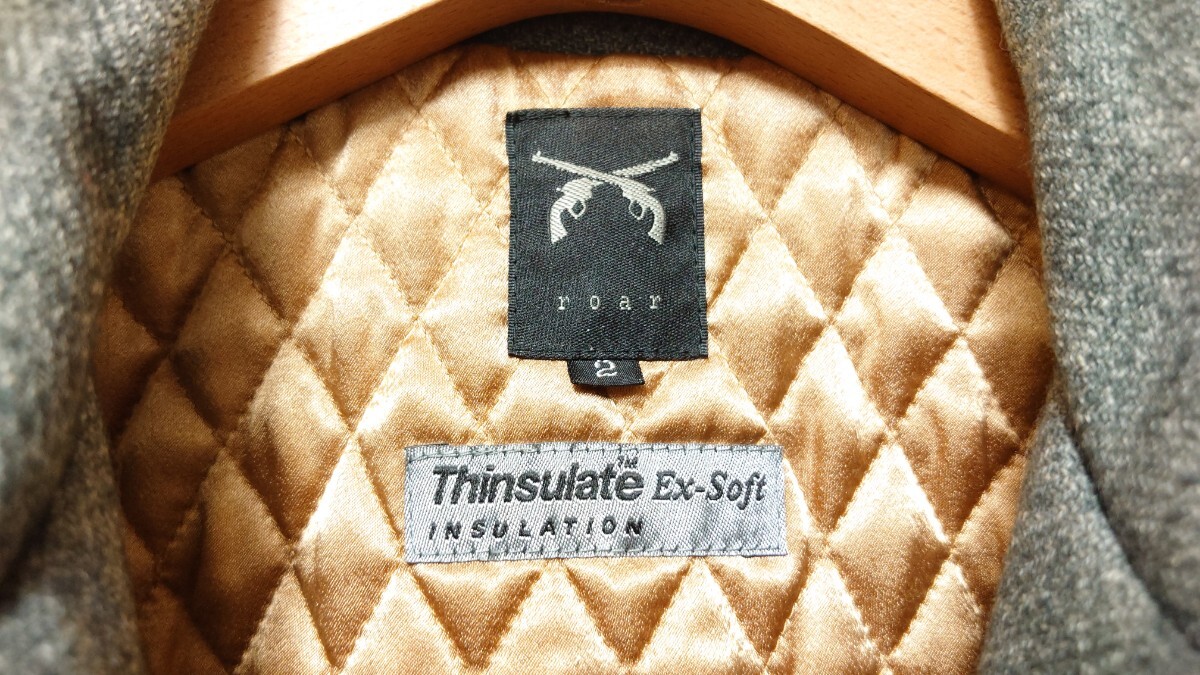 roar
2
Thinsulate™ Ex-Soft
INSULATION